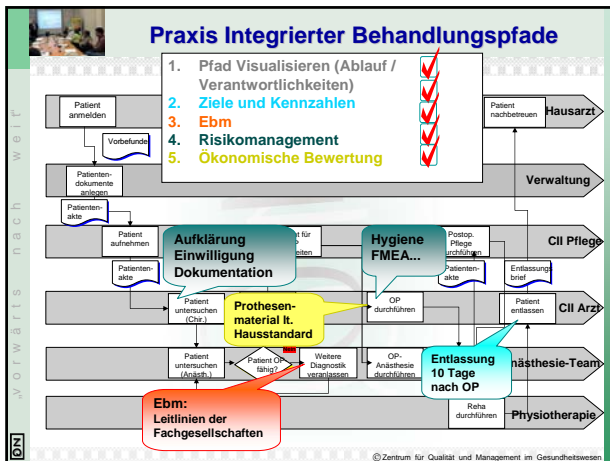 Praxis Integrierter Behandlungspfade
1. Pfad Visualisieren (Ablauf /
Verantwortlichkeiten)
2. Ziele und Kennzahlen
3. Ebm
4. Risikomanagement
5. Ökonomische Bewertung
Patient
anmelden
Patient
nachbetreuen
Hausarzt
Vorbefunde
Patienten-
dokumente
anlegen
Verwaltung
Patienten-
akte
Patient
aufnehmen
Aufklärung
Einwilligung
Dokumentation
für
Hygiene
FMEA...
Postop.
Pflege
durchführen
CII Pflege
Patienten-
akte
Patienten-
akte
Entlassungs
brief
Patient
untersuchen
(Chir.)
Prothesen-
material lt.
Hausstandard
OP
durchführen
Patient
entlassen
CII Arzt
Patient
untersuchen
(Anästh.)
Patient OP
fähig?
Weitere
Diagnostik
veranlassen
OP-
Anästhesie
durchführen
Entlassung
10 Tage
nach OP
nästhesie-Team
Ebm:
Leitlinien der
Fachgesellschaften
Reha
durchführen
Physiotherapie
„vorwärts nach weit“
© Zentrum für Qualität und Management im Gesundheitswesen